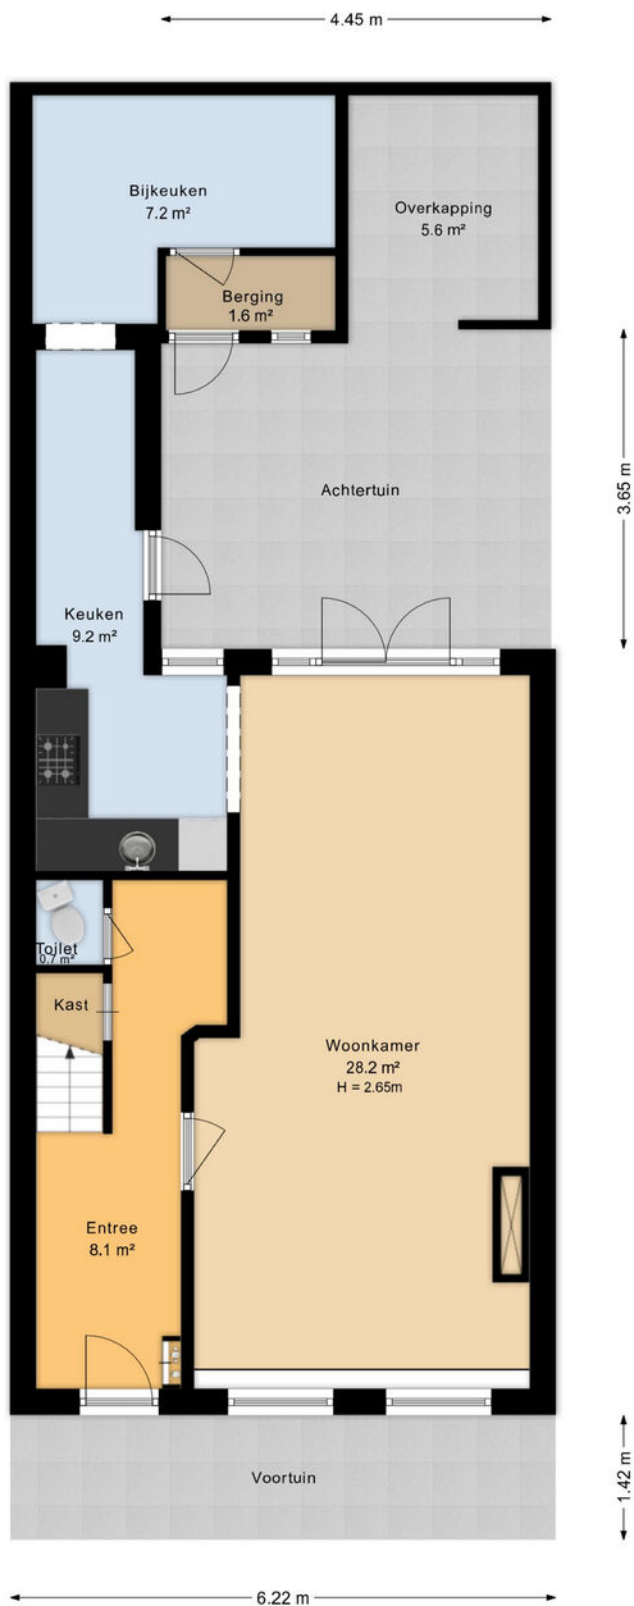 4.45 m
Bijkeuken
7.2 m²
Overkapping
5.6 m²
Berging
1.6 m²
3.65 m
Achtertuin
Keuken
9.2 m²
Toilet
0.7 m²
Kast
Woonkamer
28.2 m²
H = 2.65m
Entree
8.1 m²
Voortuin
1.42 m
6.22 m